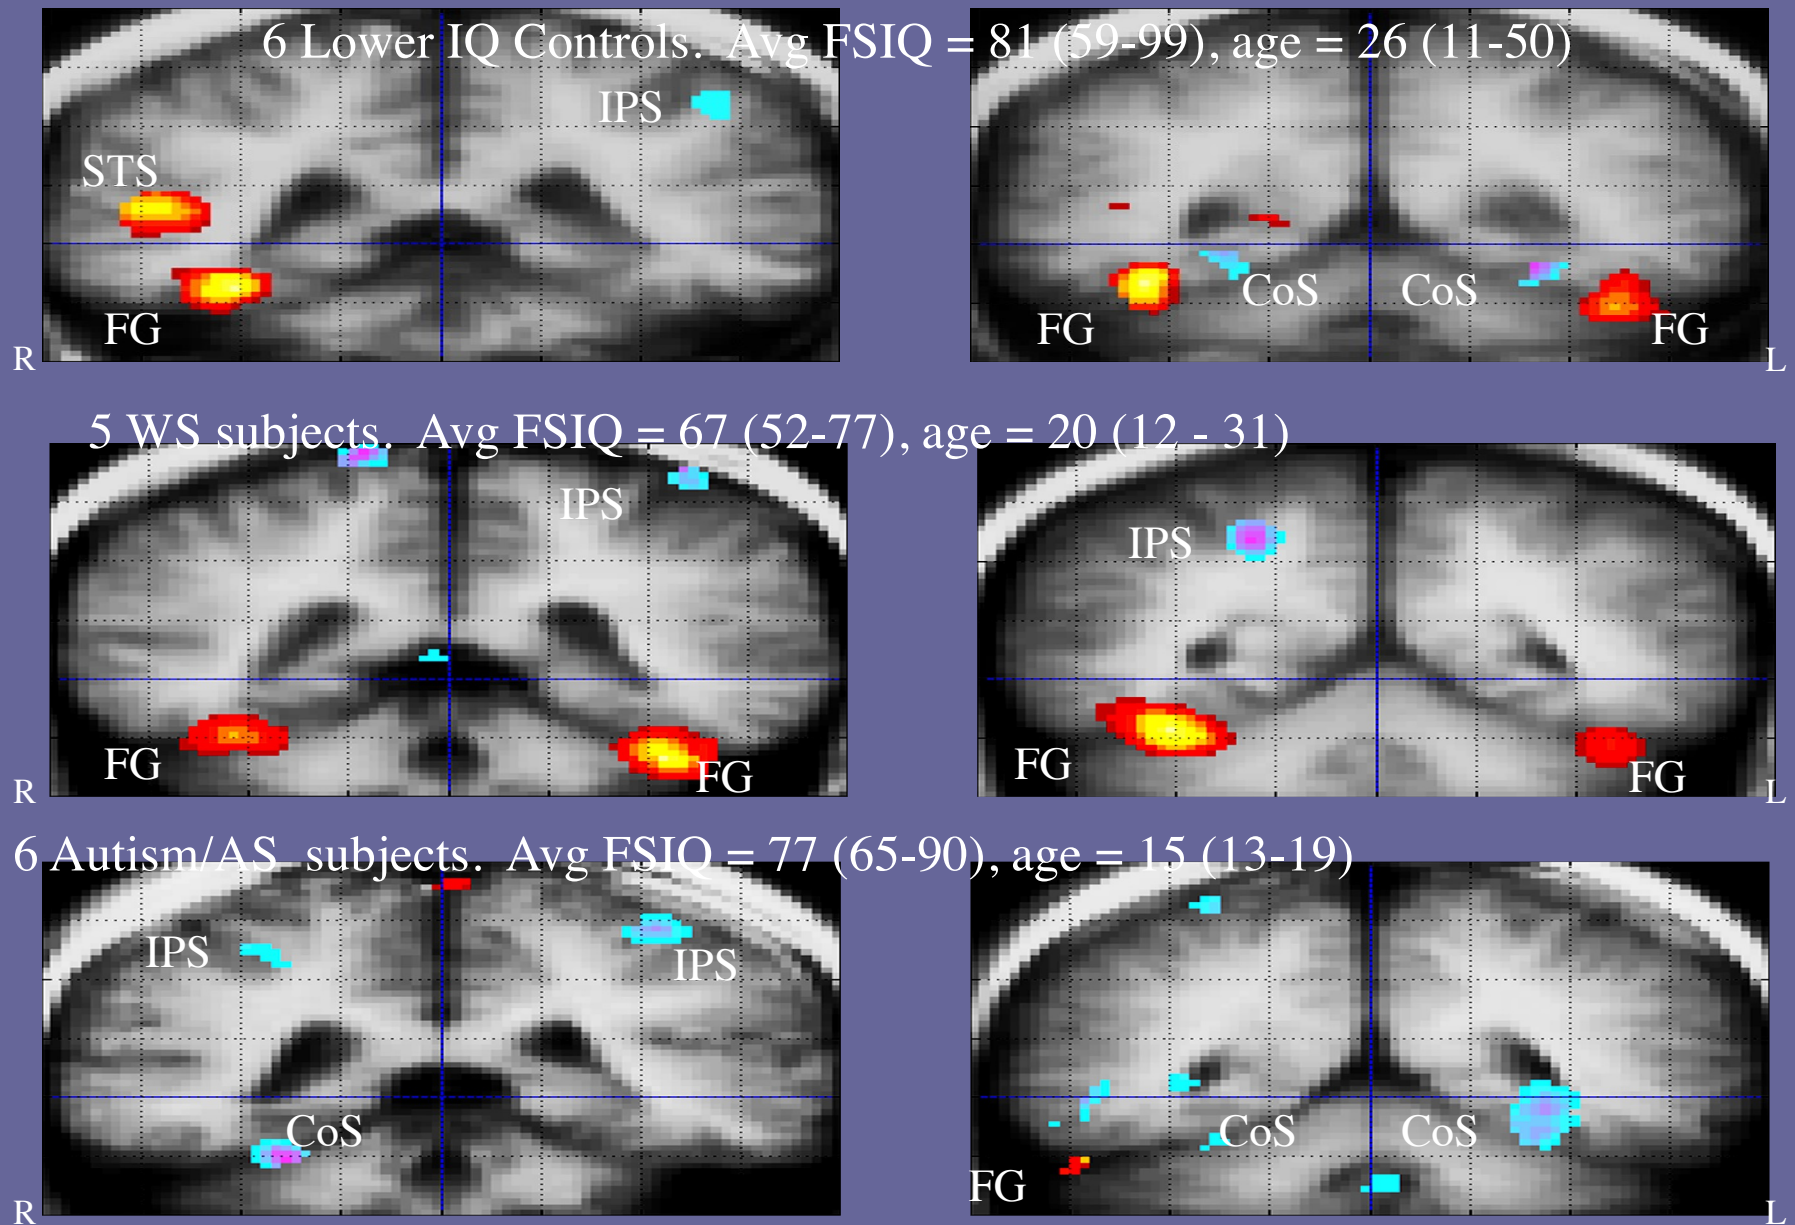 6 Lower IQ Controls.  Avg FSIQ = 81 (59-99), age = 26 (11-50)
IPS
STS
FG
R
CoS CoS
FG FG
L
5 WS subjects.  Avg FSIQ = 67 (52-77), age = 20 (12 - 31)
IPS
FG FG
R
IPS
FG FG
L
6 Autism/AS  subjects.  Avg FSIQ = 77 (65-90), age = 15 (13-19)
IPS IPS
CoS
R
CoS CoS
FG
L